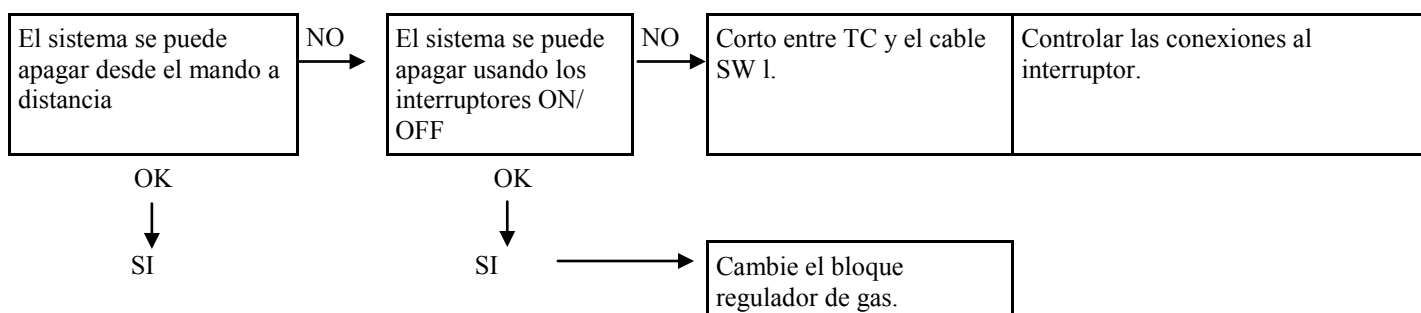 El sistema se puede
apagar desde el mando a
distancia
NO
El sistema se puede
apagar usando los
interruptores ON/
OFF
NO
Corto entre TC y el cable
SW l.
Controlar las conexiones al
interruptor.
OK
OK
SI
SI
Cambie el bloque
regulador de gas.